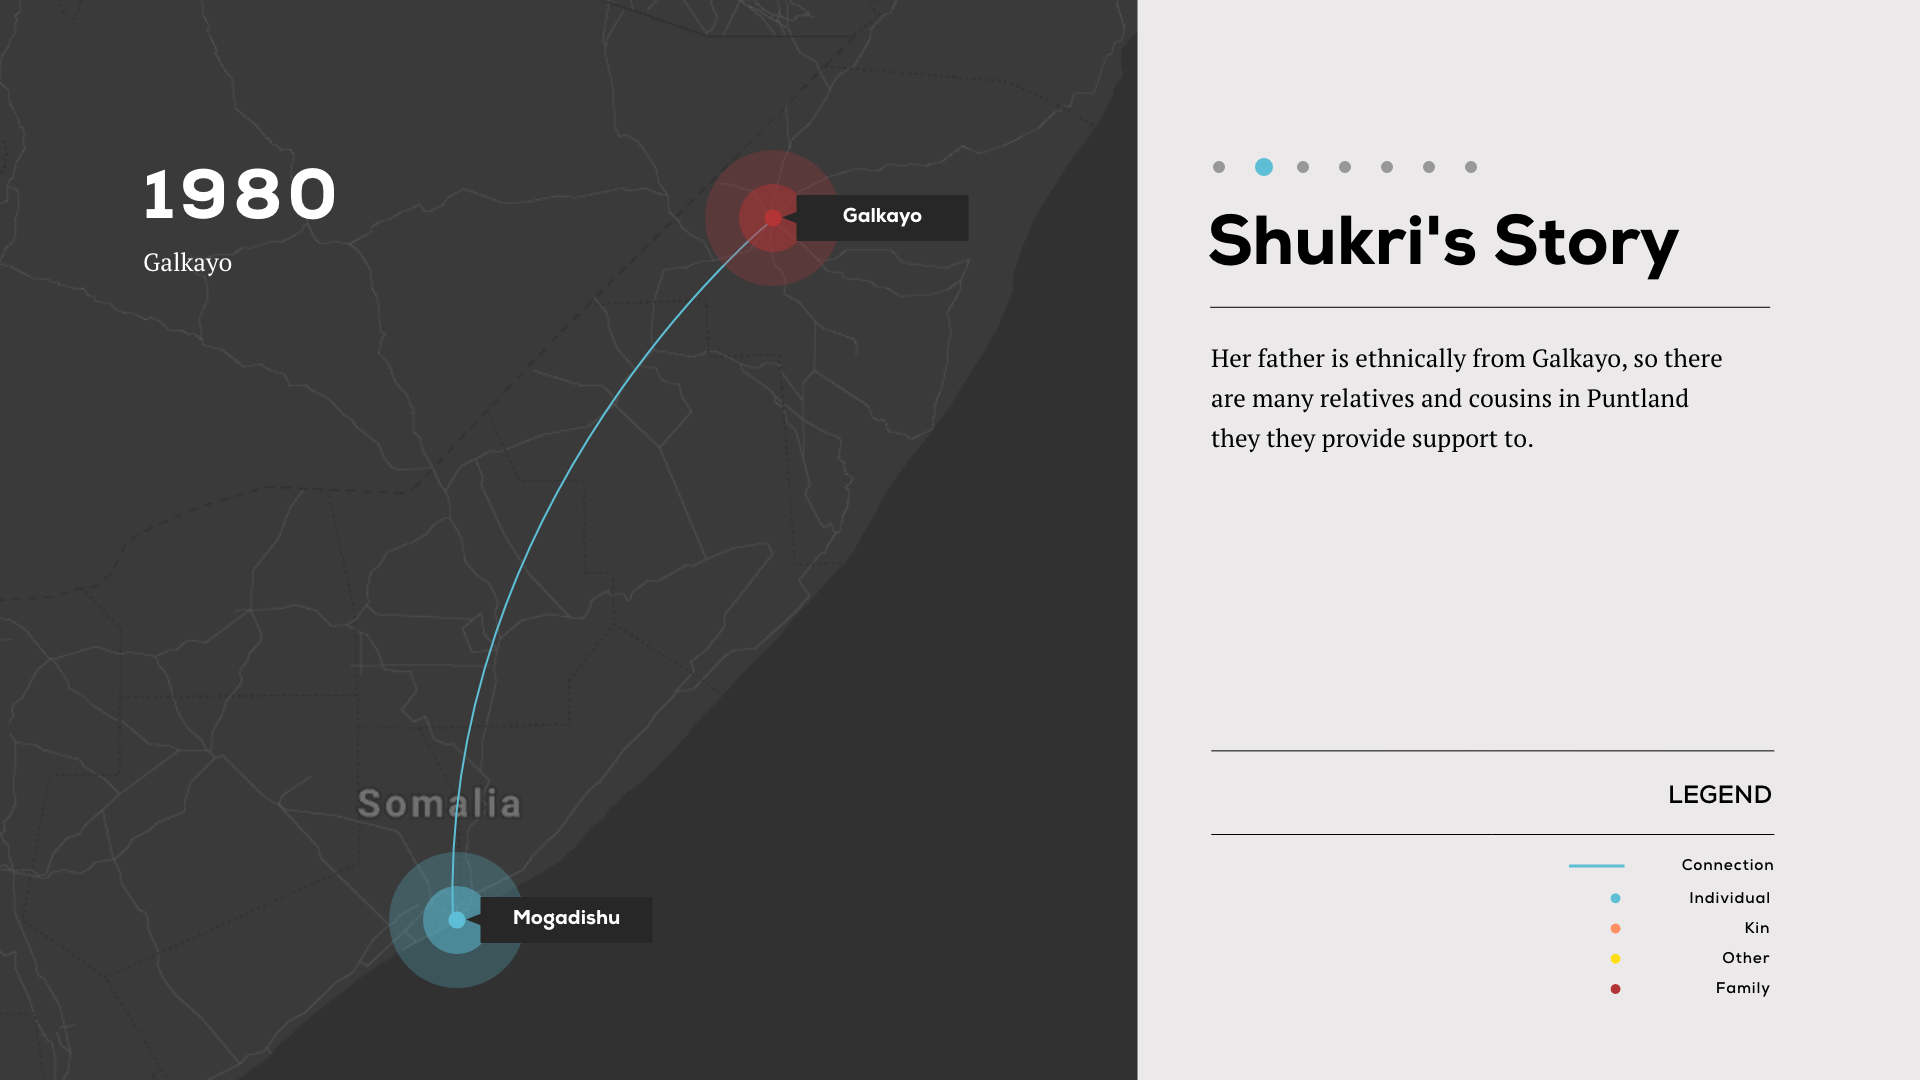 1980
Galkayo
Galkayo
Somalia
Mogadishu
Shukri's Story
Her father is ethnically from Galkayo, so there
are many relatives and cousins in Puntland
they they provide support to.
LEGEND
Connection
Individual
Kin
Other
Family